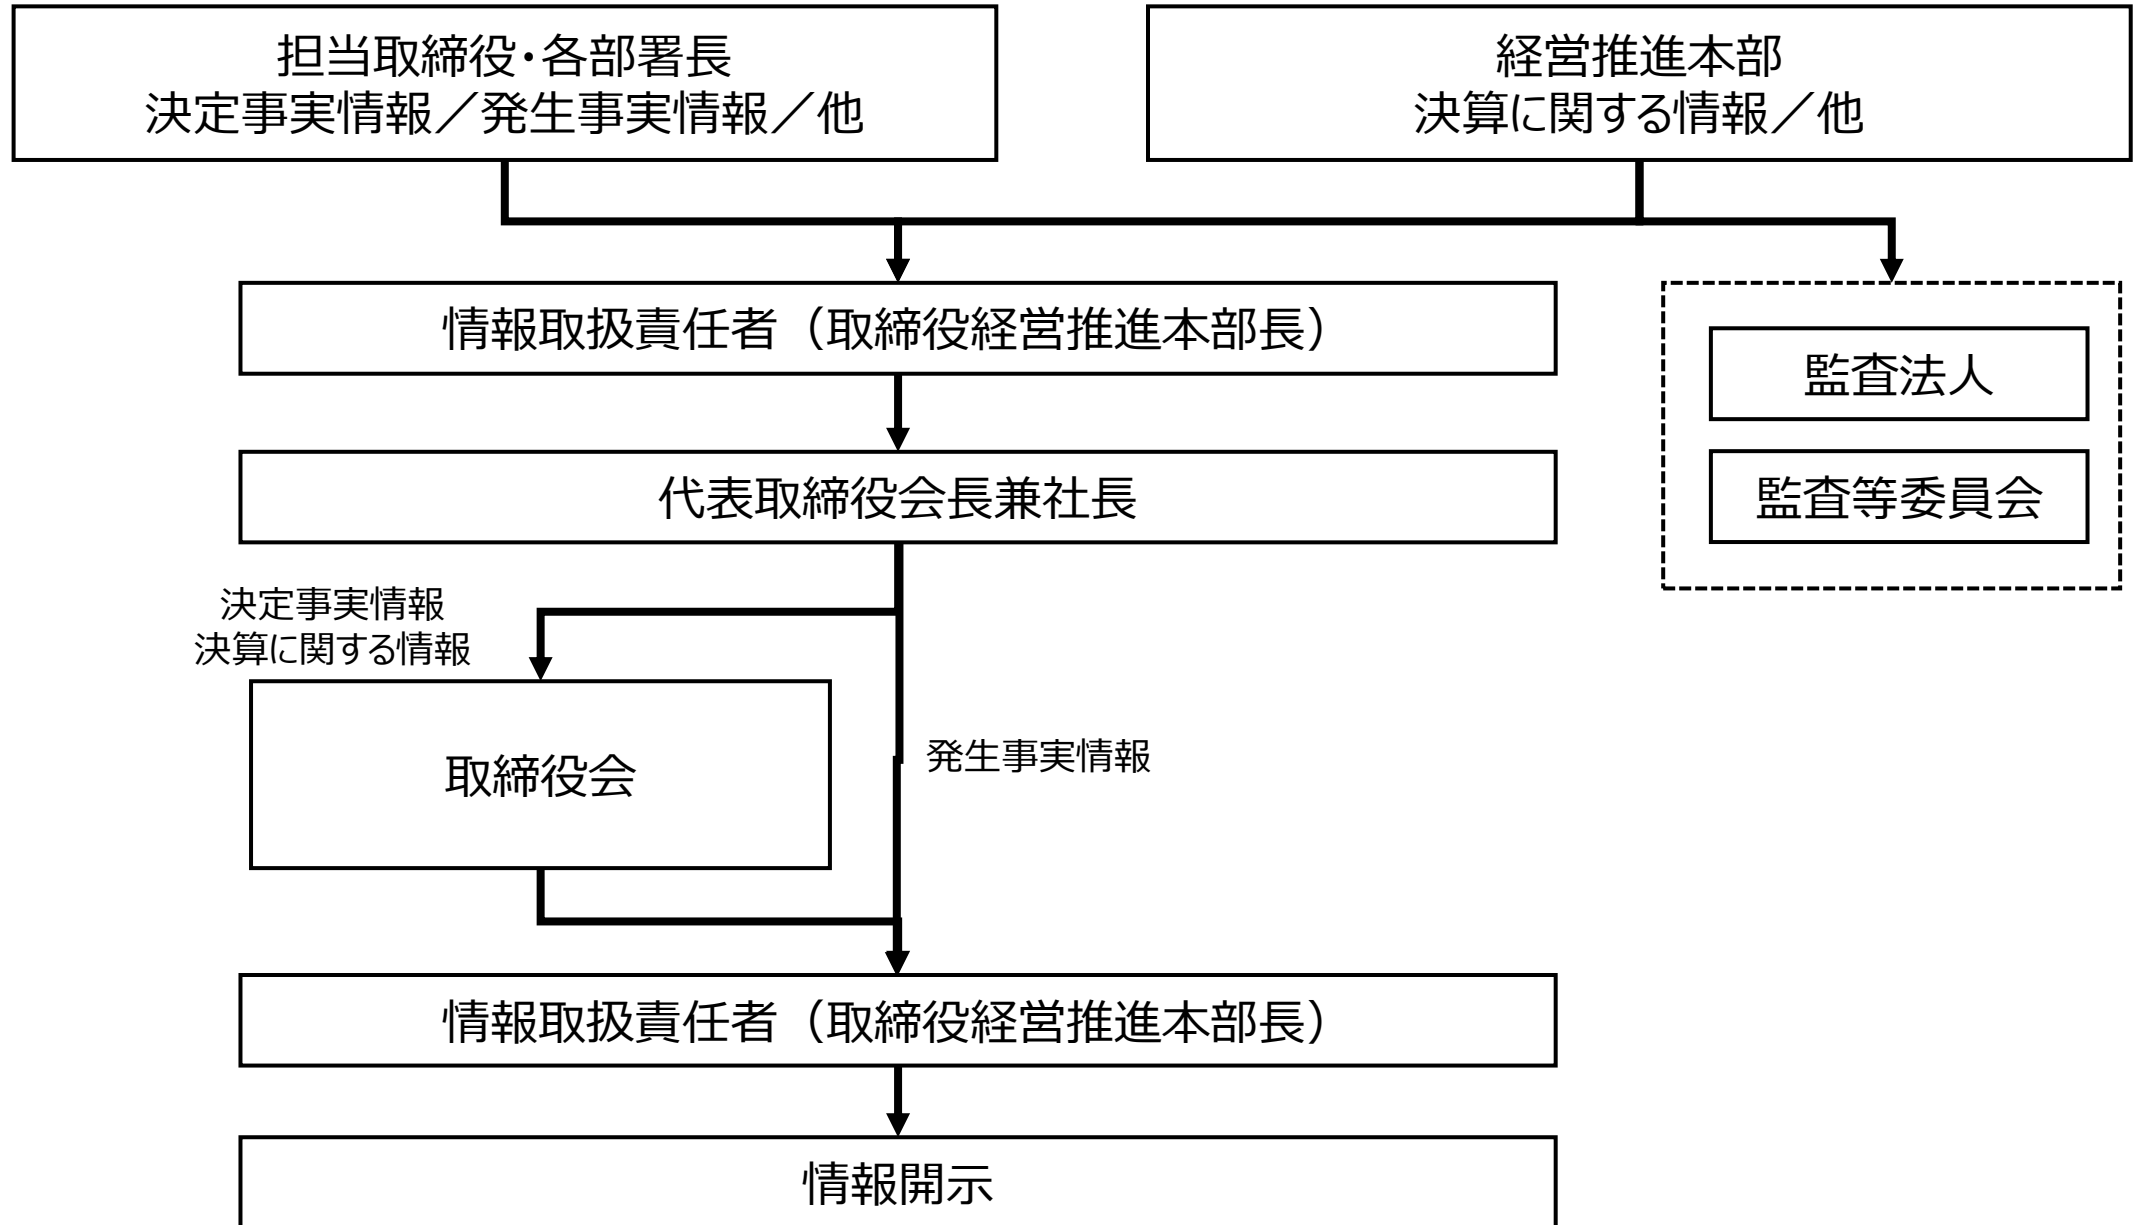 担当取締役・各部署長
決定事実情報／発生事実情報／他
経営推進本部
決算に関する情報／他
情報取扱責任者（取締役経営推進本部長）
監査法人
代表取締役会長兼社長
監査等委員会
決定事実情報
決算に関する情報
取締役会
発生事実情報
情報取扱責任者（取締役経営推進本部長）
情報開示